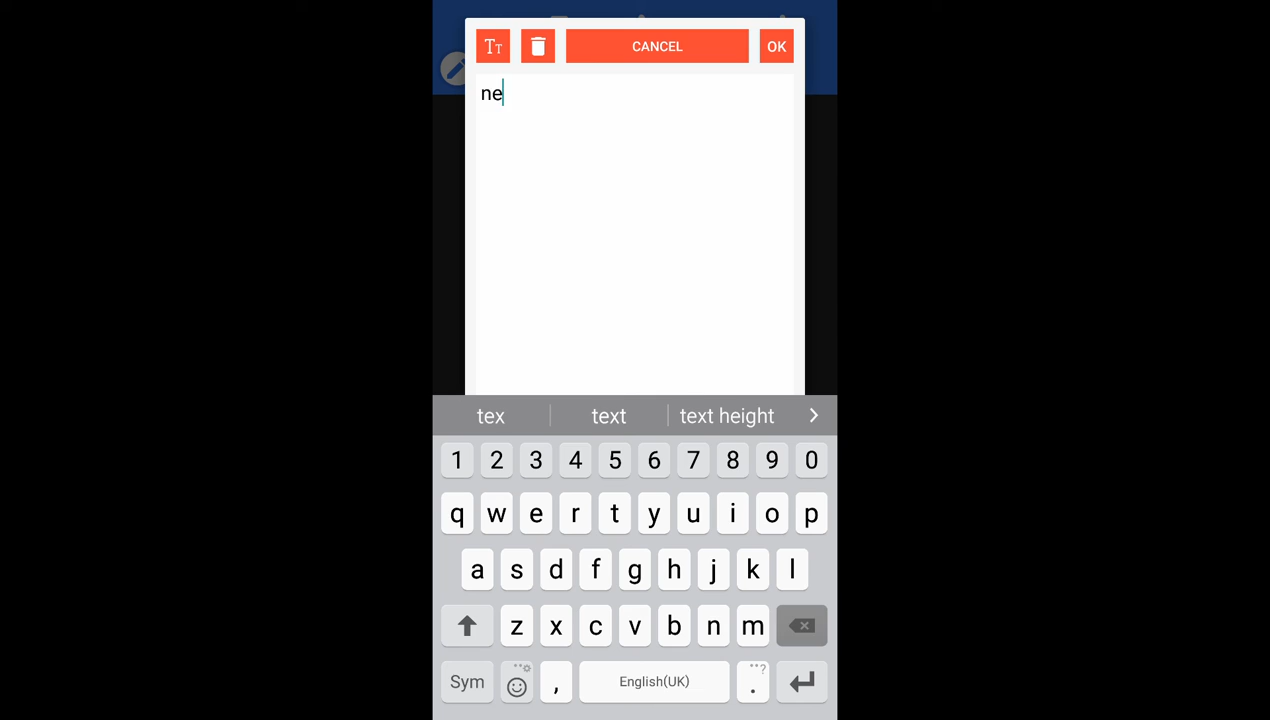 TT
CANCEL
OK
ne
tex text text height
1 2 3 4 5 6 7 8 9 0
q w e r t y u i o p
a s d f g h j k l
z x c v b n m
Sym , English(UK) . ?